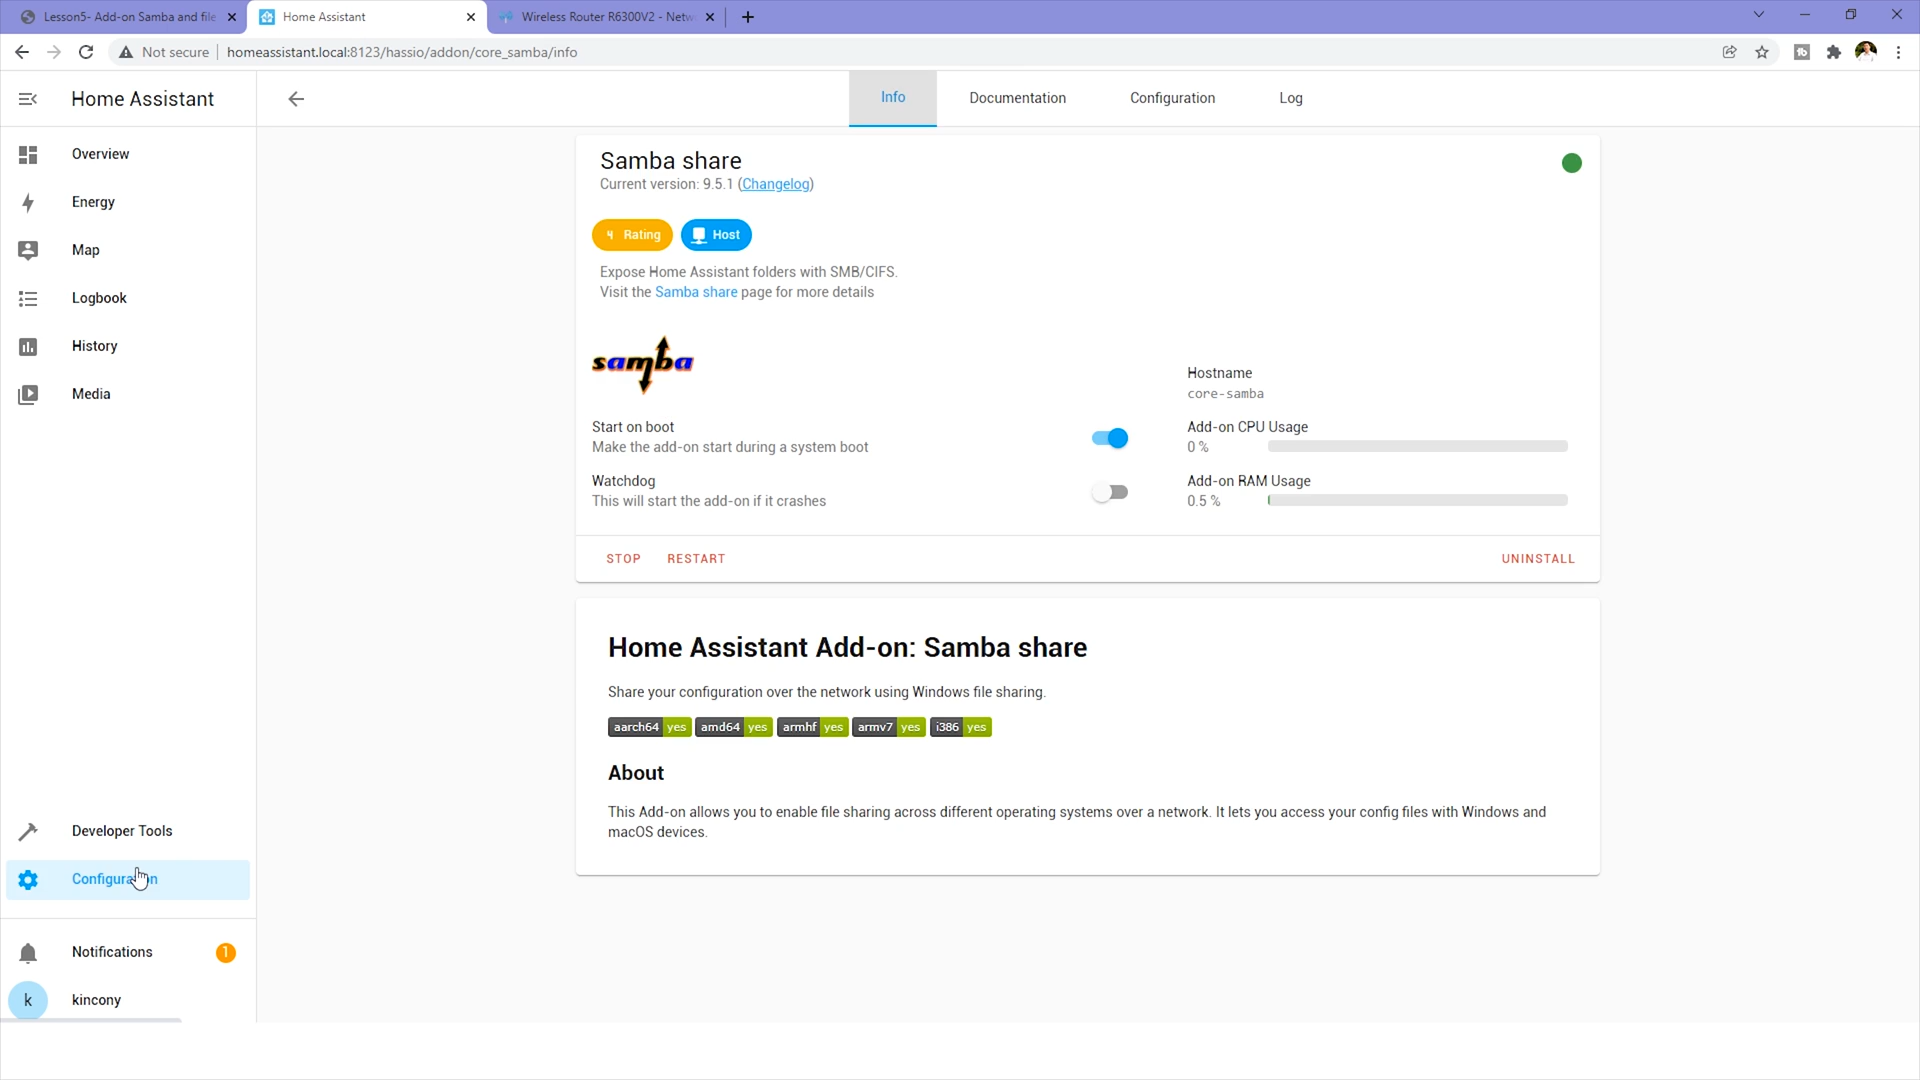 Lesson5- Add-on Samba and file
Home Assistant
Wireless Router R6300V2 - Netw
Not secure
homeassistant.local:8123/hassio/addon/core_samba/info
Home Assistant
Info
Documentation
Configuration
Log
Overview
Energy
Map
Logbook
History
Media
Developer Tools
Configuration
Notifications
1
k
kincony
Samba share
Current version: 9.5.1 (Changelog)
4 Rating
Host
Expose Home Assistant folders with SMB/CIFS.
Visit the Samba share page for more details
samba
Hostname
core-samba
Start on boot
Make the add-on start during a system boot
Add-on CPU Usage
0 %
Watchdog
This will start the add-on if it crashes
Add-on RAM Usage
0.5 %
STOP
RESTART
UNINSTALL
Home Assistant Add-on: Samba share
Share your configuration over the network using Windows file sharing.
aarch64 yes amd64 yes armhf yes armv7 yes i386 yes
About
This Add-on allows you to enable file sharing across different operating systems over a network. It lets you access your config files with Windows and
macOS devices.